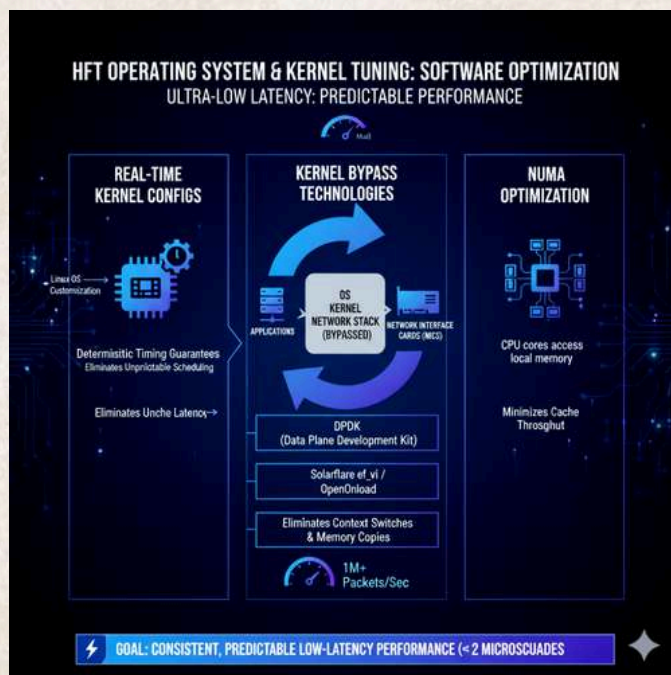 HFT OPERATING SYSTEM & KERNEL TUNING: SOFTWARE OPTIMIZATION
ULTRA-LOW LATENCY: PREDICTABLE PERFORMANCE
REAL-TIME
KERNEL CONFIGS
Linux OS
Customization
Determisitic Timing Guarantees
Eliminates Unprictable Scheduling
Eliminates Unche Latency
KERNEL BYPASS
TECHNOLOGIES
APPLICATIONS
OS
KERNEL
NETWORK STACK
(BYPASSED)
NETWORK INTERFACE
CARDS (MICS)
DPDK
(Data Plane Development Kit)
Solarflare ef_vi /
OpenOnload
Eliminates Context Switches
& Memory Copies
1M+
Packets/Sec
NUMA
OPTIMIZATION
CPU cores access
local memory
Minimizes Cache
Throsghut
GOAL: CONSISTENT, PREDICTABLE LOW-LATENCY PERFORMANCE (< 2 MICROSCUADES